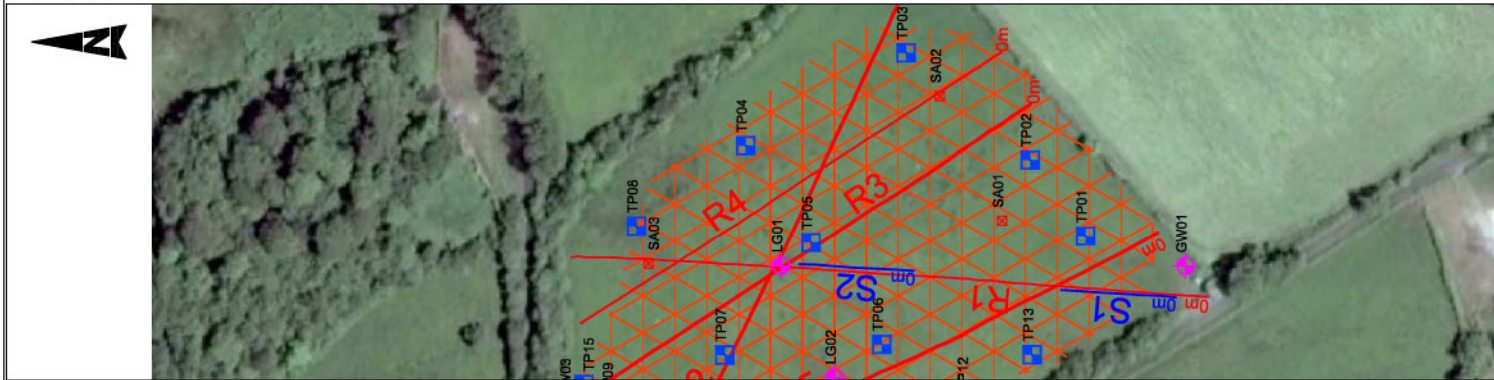 N
TP03
0m
SA02
0m
TP04
TP02
R4
R3
TP08
SA01
SA03
TP05
TP01
LG01
GW01
0m
S2
0m
R1
S1
0m
0m
TP06
TP07
TP13
LG02
TP15
TP12